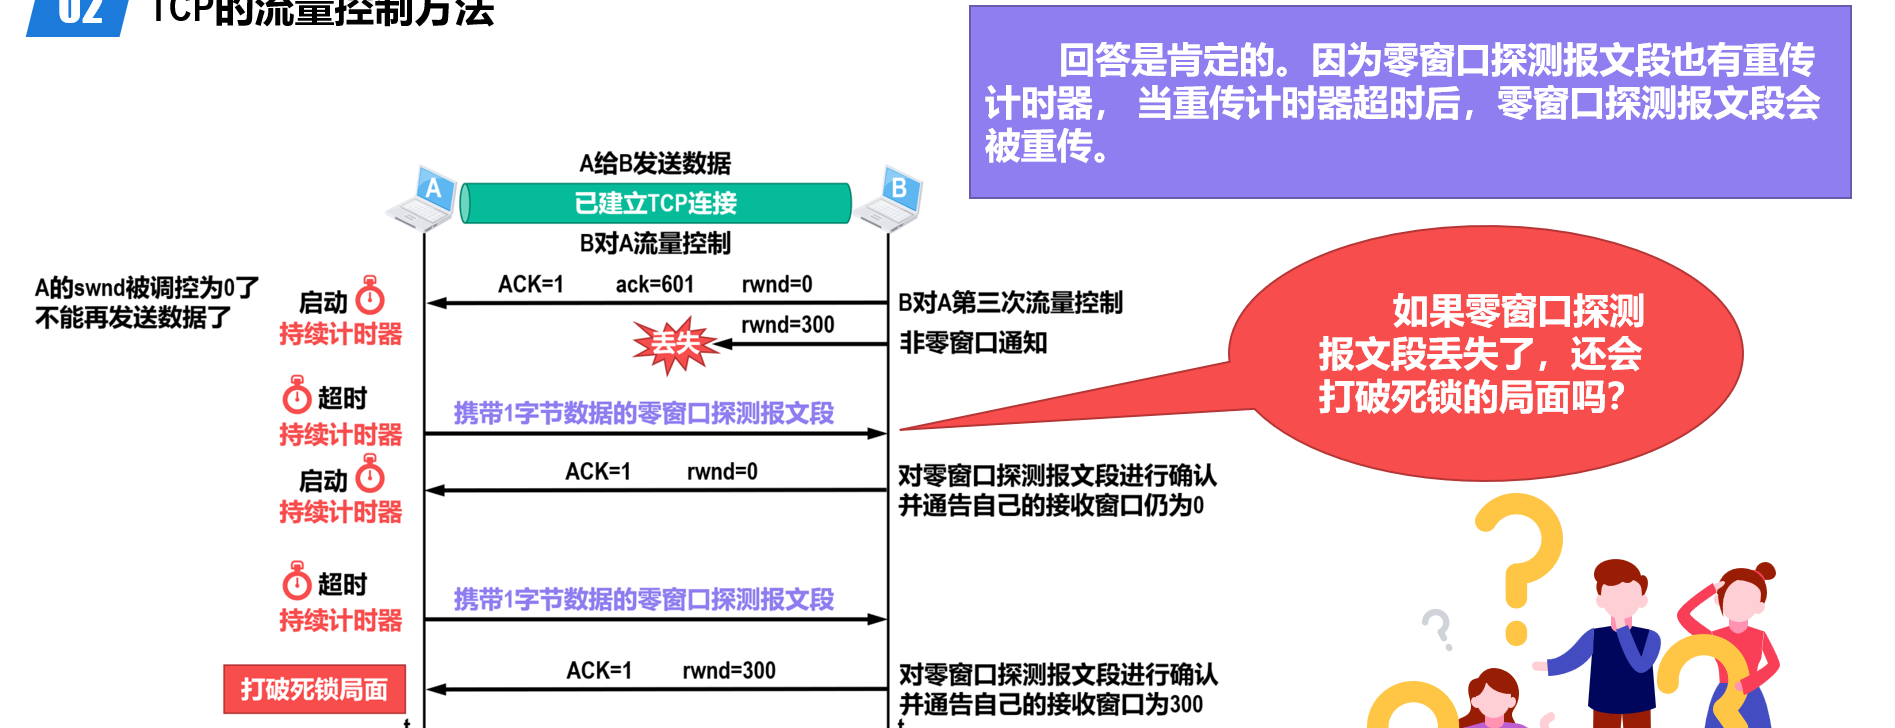 02 TCP的流量控制方法
回答是肯定的。因为零窗口探测报文段也有重传
计时器， 当重传计时器超时后，零窗口探测报文段会
被重传。
A给B发送数据
A
已建立TCP连接
B
B对A流量控制
A的swnd被调控为0了
不能再发送数据了
启动
持续计时器
ACK=1 ack=601 rwnd=0
B对A第三次流量控制
丢失
rwnd=300
非零窗口通知
如果零窗口探测
报文段丢失了，还会
打破死锁的局面吗？
超时
持续计时器
携带1字节数据的零窗口探测报文段
启动
持续计时器
ACK=1 rwnd=0
对零窗口探测报文段进行确认
并通告自己的接收窗口仍为0
超时
持续计时器
携带1字节数据的零窗口探测报文段
打破死锁局面
ACK=1 rwnd=300
对零窗口探测报文段进行确认
并通告自己的接收窗口为300
t t